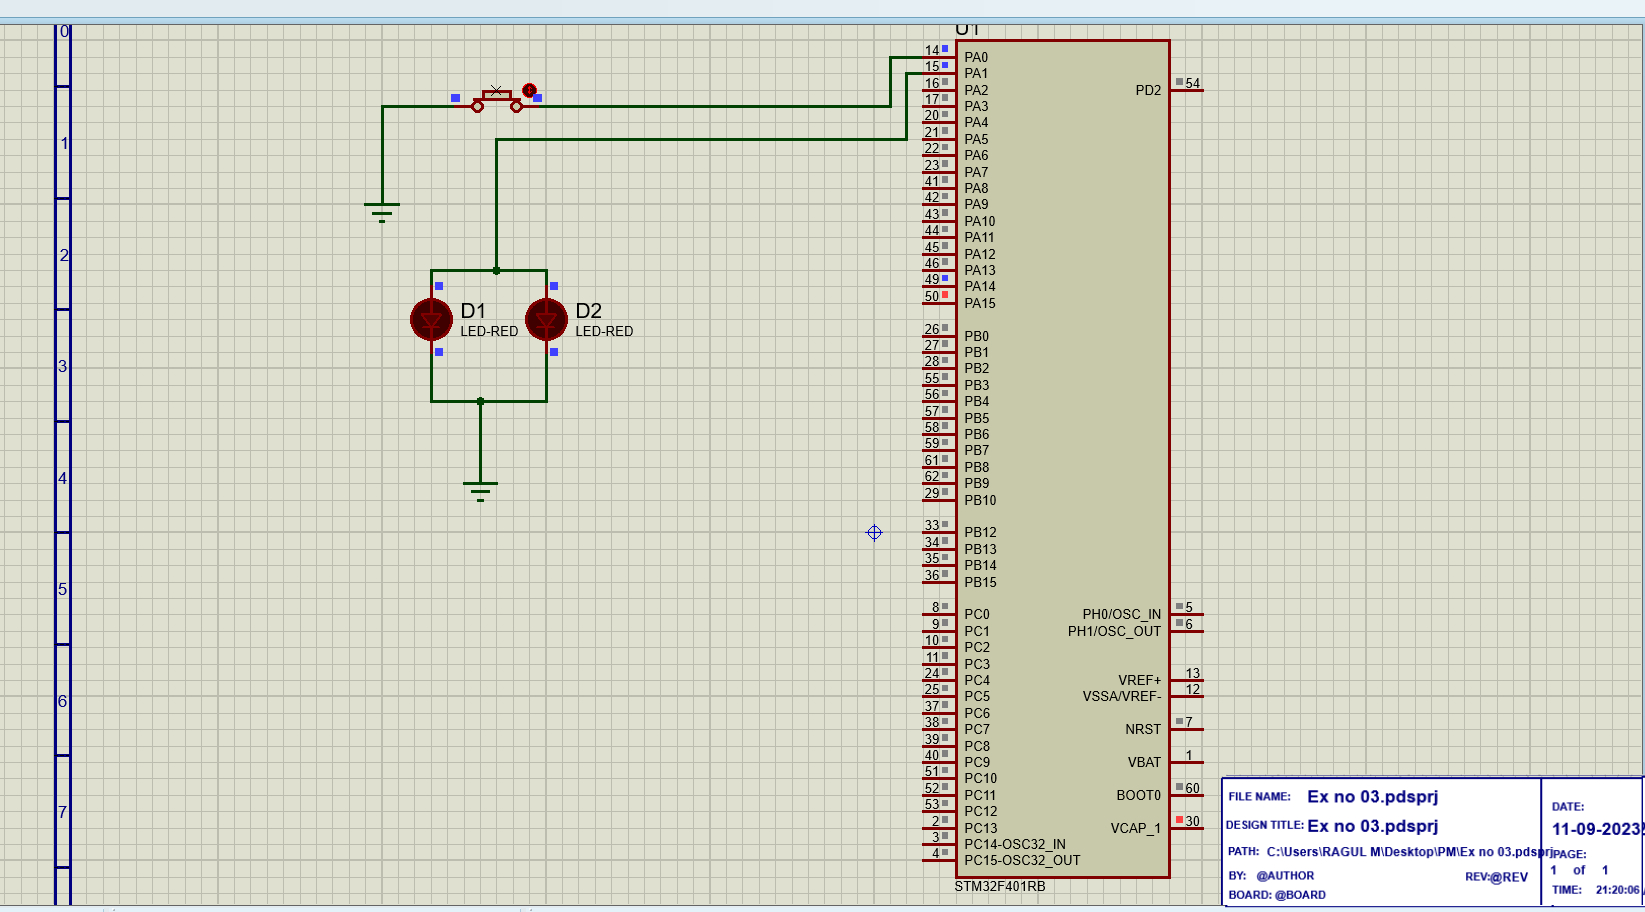 0
1
2
3
4
5
6
7
U1
14 PA0
15 PA1
16 PA2
17 PA3
20 PA4
21 PA5
22 PA6
23 PA7
41 PA8
42 PA9
43 PA10
44 PA11
45 PA12
46 PA13
49 PA14
50 PA15
26 PB0
27 PB1
28 PB2
55 PB3
56 PB4
57 PB5
58 PB6
59 PB7
61 PB8
62 PB9
29 PB10
33 PB12
34 PB13
35 PB14
36 PB15
8 PC0
9 PC1
10 PC2
11 PC3
24 PC4
25 PC5
37 PC6
38 PC7
39 PC8
40 PC9
51 PC10
52 PC11
53 PC12
2 PC13
3 PC14-OSC32_IN
4 PC15-OSC32_OUT
PD2 54
PH0/OSC_IN 5
PH1/OSC_OUT 6
VREF+ 13
VSSA/VREF- 12
NRST 7
VBAT 1
BOOT0 60
VCAP_1 30
STM32F401RB
D1
LED-RED
D2
LED-RED
FILE NAME: Ex no 03.pdsprj
DESIGN TITLE: Ex no 03.pdsprj
PATH: C:\Users\RAGUL M\Desktop\PM\Ex no 03.pdsprj
BY: @AUTHOR REV:@REV
BOARD: @BOARD
DATE:
11-09-2023
PAGE:
1 of 1
TIME: 21:20:06